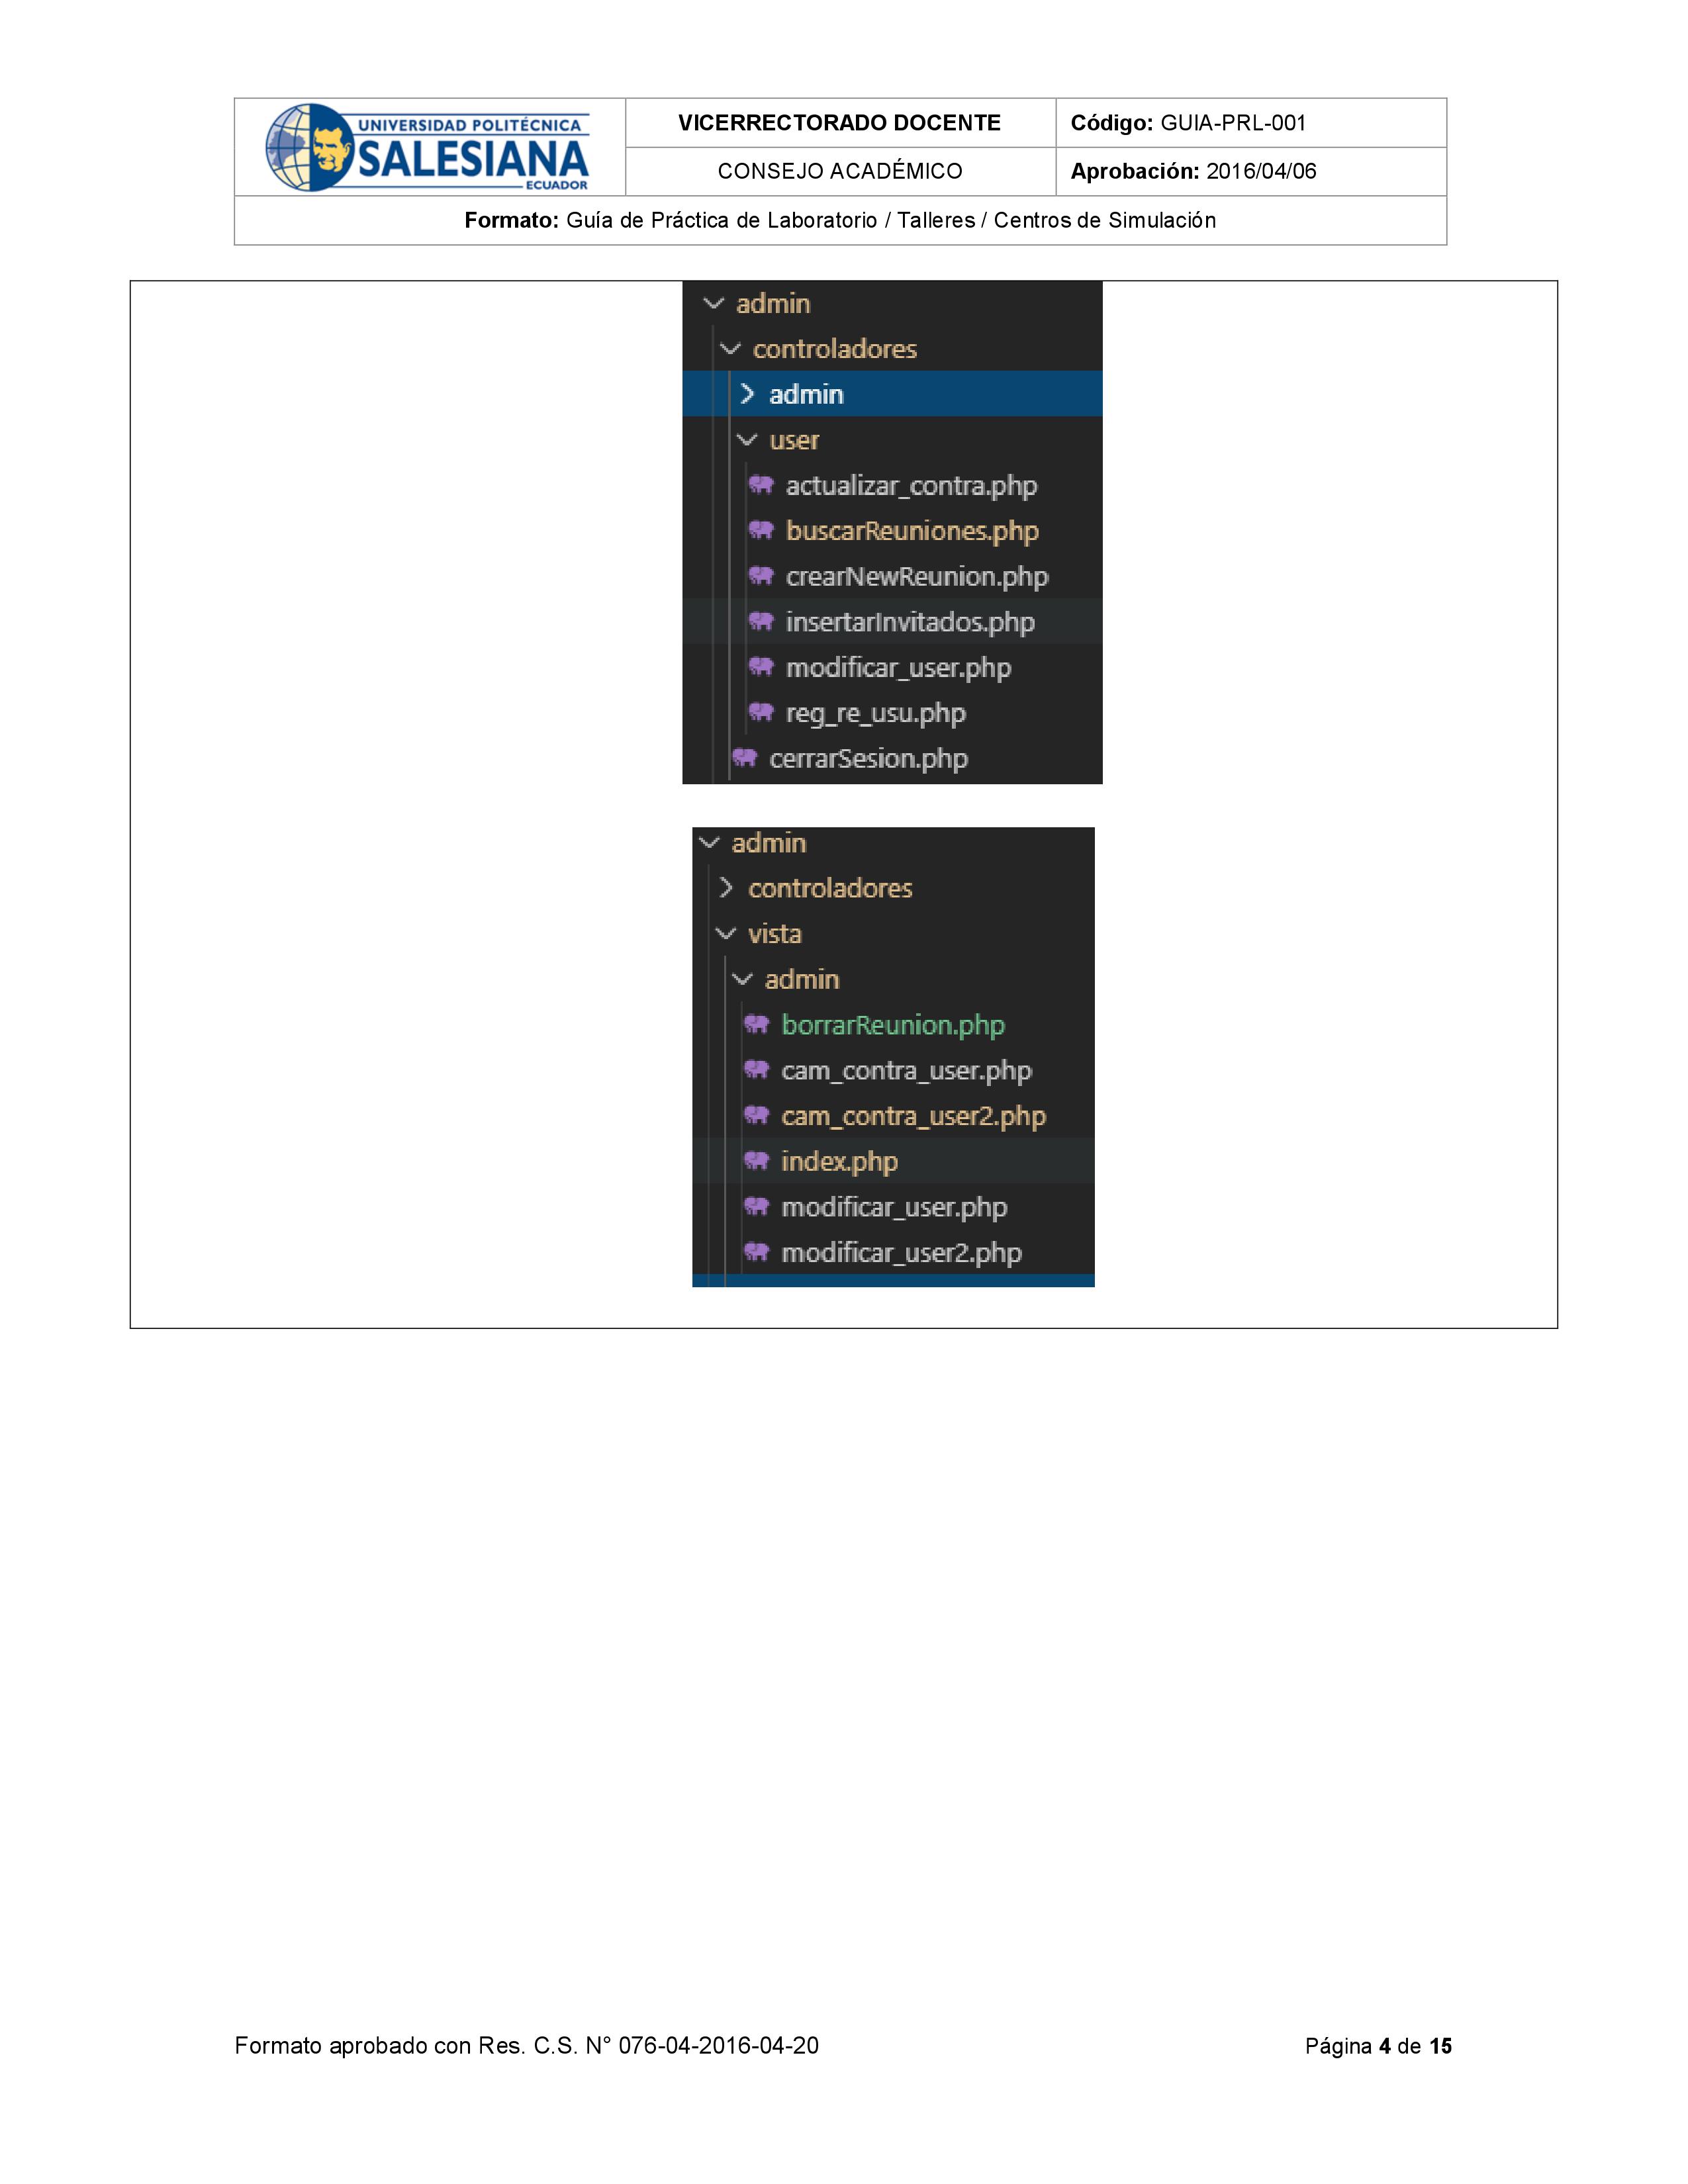 UNIVERSIDAD POLITÉCNICA
SALESIANA
ECUADOR
VICERRECTORADO DOCENTE
Código: GUIA-PRL-001
CONSEJO ACADÉMICO
Aprobación: 2016/04/06
Formato: Guía de Práctica de Laboratorio / Talleres / Centros de Simulación
admin
controladores
admin
user
actualizar_contra.php
buscarReuniones.php
crearNewReunion.php
insertarInvitados.php
modificar_user.php
reg_re_usu.php
cerrarSesion.php
admin
controladores
vista
admin
borrarReunion.php
cam_contra_user.php
cam_contra_user2.php
index.php
modificar_user.php
modificar_user2.php
Formato aprobado con Res. C.S. N° 076-04-2016-04-20
Página 4 de 15